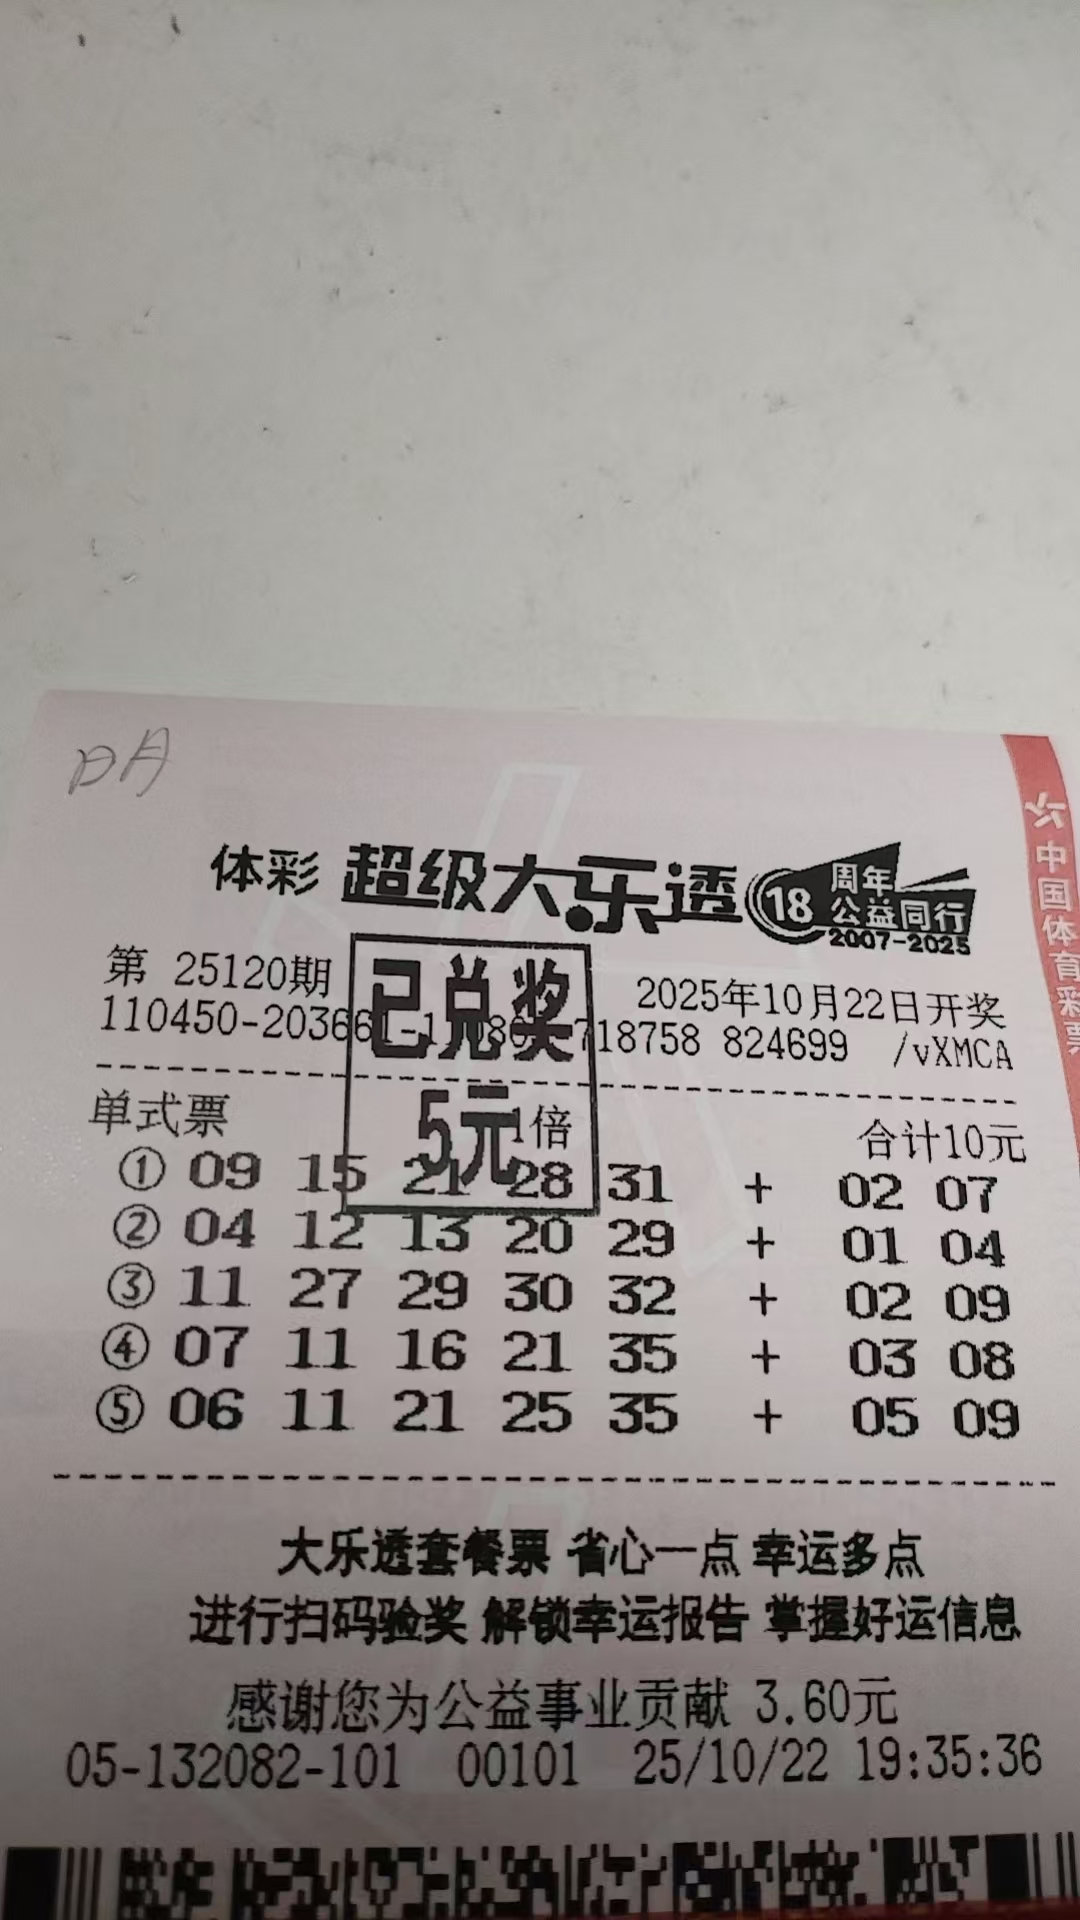 体彩 超级大乐透 18 周年
公益同行
2007-2025
第 25120期
2025年10月22日开奖
已兑奖
5元
718758 824699 /vXMCA
单式票
1倍
合计10元
① 09 15 21 28 31 + 02 07
② 04 12 13 20 29 + 01 04
③ 11 27 29 30 32 + 02 09
④ 07 11 16 21 35 + 03 08
⑤ 06 11 21 25 35 + 05 09
大乐透套餐票 省心一点 幸运多点
进行扫码验奖 解锁幸运报告 掌握好运信息
感谢您为公益事业贡献 3.60元
05-132082-101 00101 25/10/22 19:35:36
中国体育彩票